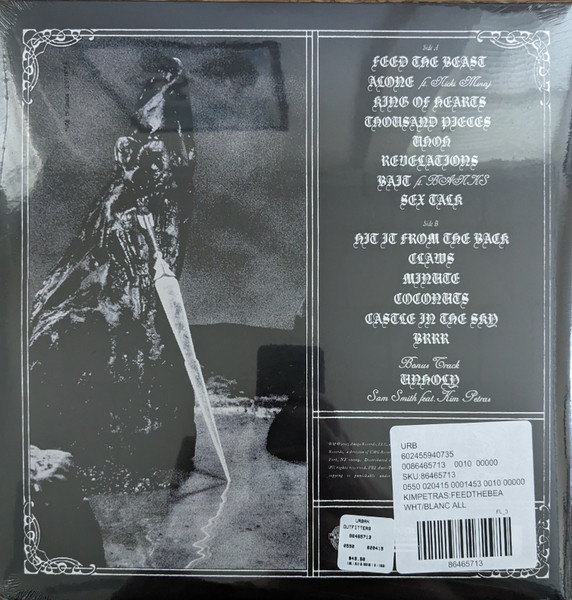 Side A
FEED THE BEAST
ALONE ft. Nicki Minaj
KING OF HEARTS
THOUSAND PIECES
UHOH
REVELATIONS
BAIT ft. BANKS
SEX TALK
Side B
HIT IT FROM THE BACK
CLAWS
MINUTE
COCONUTS
CASTLE IN THE SKY
BRRR
Bonus Track
UNHOLY
Sam Smith feat. Kim Petras
URB
602455940735
0086465713 0010 00000
SKU:86465713
0550 020415 0001453 0010 00000
KIMPETRAS:FEEDTHEBEA
WHT/BLANC ALL
FL_3
86465713
URBAN
OUTFITTERS
86465713
0550 020415